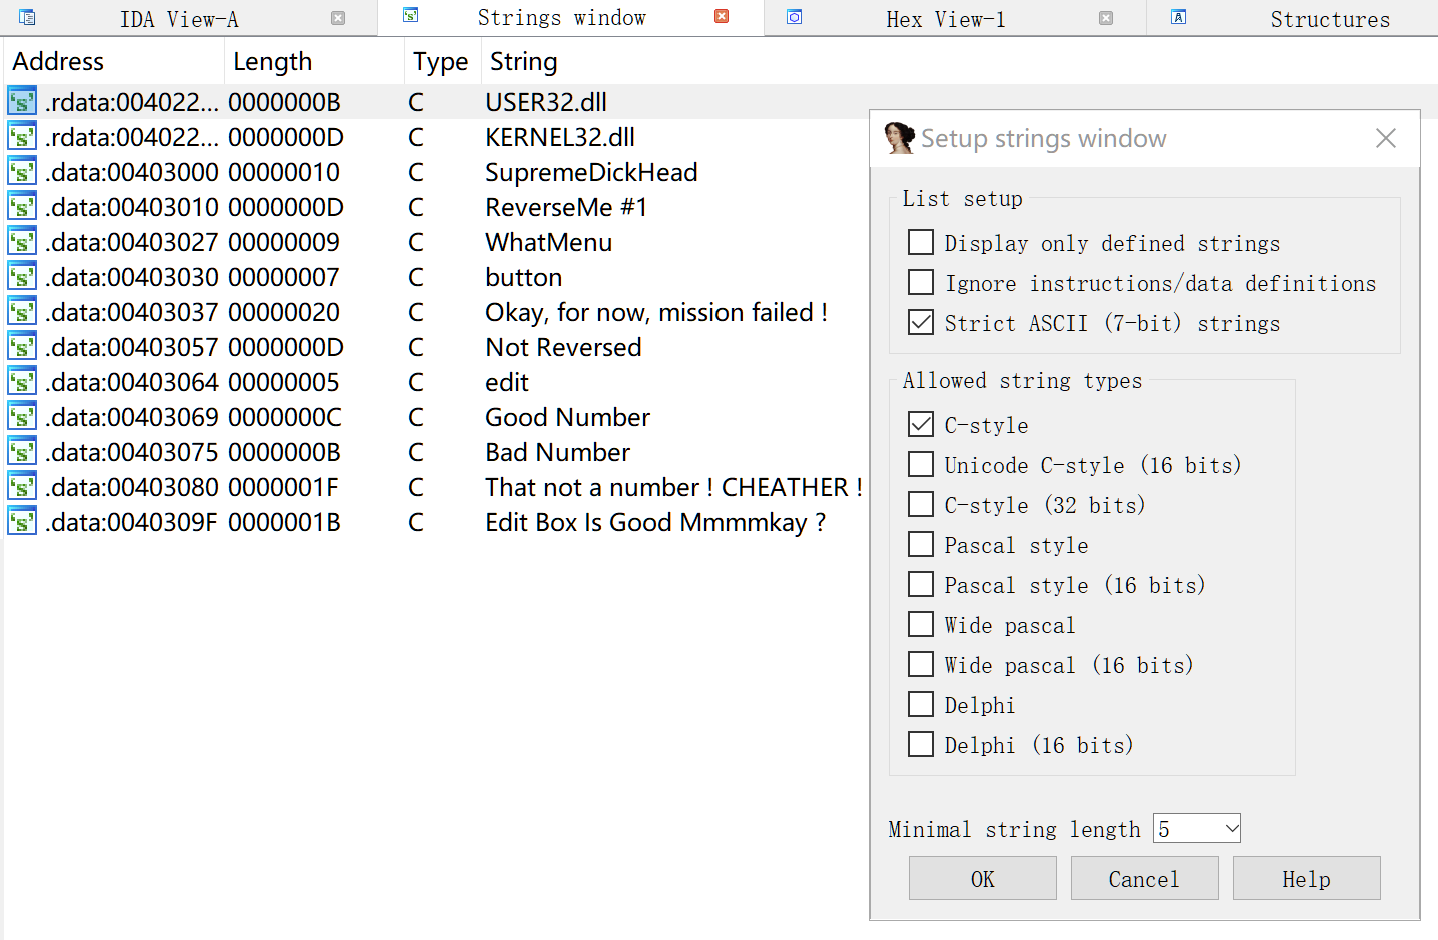 IDA View-A
Strings window
Hex View-1
Structures
Address Length Type String
.rdata:004022... 0000000B C USER32.dll
.rdata:004022... 0000000D C KERNEL32.dll
.data:00403000 00000010 C SupremeDickHead
.data:00403010 0000000D C ReverseMe #1
.data:00403027 00000009 C WhatMenu
.data:00403030 00000007 C button
.data:00403037 00000020 C Okay, for now, mission failed !
.data:00403057 0000000D C Not Reversed
.data:00403064 00000005 C edit
.data:00403069 0000000C C Good Number
.data:00403075 0000000B C Bad Number
.data:00403080 0000001F C That not a number ! CHEATHER !
.data:0040309F 0000001B C Edit Box Is Good Mmmmkay ?
Setup strings window
List setup
Display only defined strings
Ignore instructions/data definitions
Strict ASCII (7-bit) strings
Allowed string types
C-style
Unicode C-style (16 bits)
C-style (32 bits)
Pascal style
Pascal style (16 bits)
Wide pascal
Wide pascal (16 bits)
Delphi
Delphi (16 bits)
Minimal string length 5
OK Cancel Help